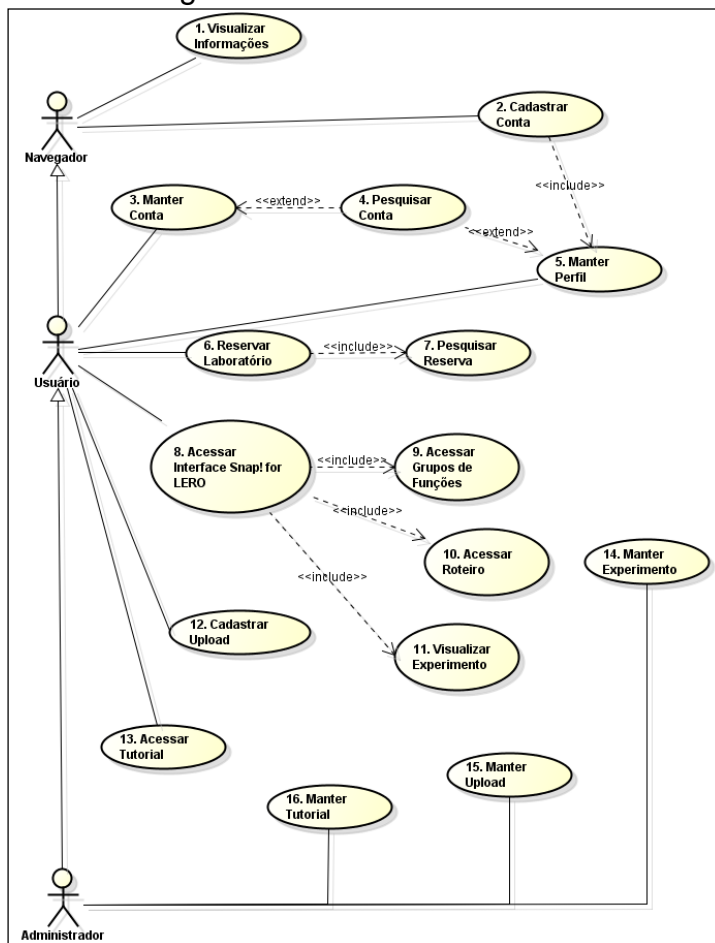 1. Visualizar
Informações
2. Cadastrar
Conta
Navegador
<<include>>
3. Manter
Conta
<<extend>>
4. Pesquisar
Conta
<<extend>>
5. Manter
Perfil
6. Reservar
Laboratório
<<include>>
7. Pesquisar
Reserva
Usuário
8. Acessar
Interface Snap! for
LERO
<<include>>
9. Acessar
Grupos de
Funções
<<include>>
10. Acessar
Roteiro
14. Manter
Experimento
<<include>>
12. Cadastrar
Upload
11. Visualizar
Experimento
13. Acessar
Tutorial
15. Manter
Upload
16. Manter
Tutorial
Administrador